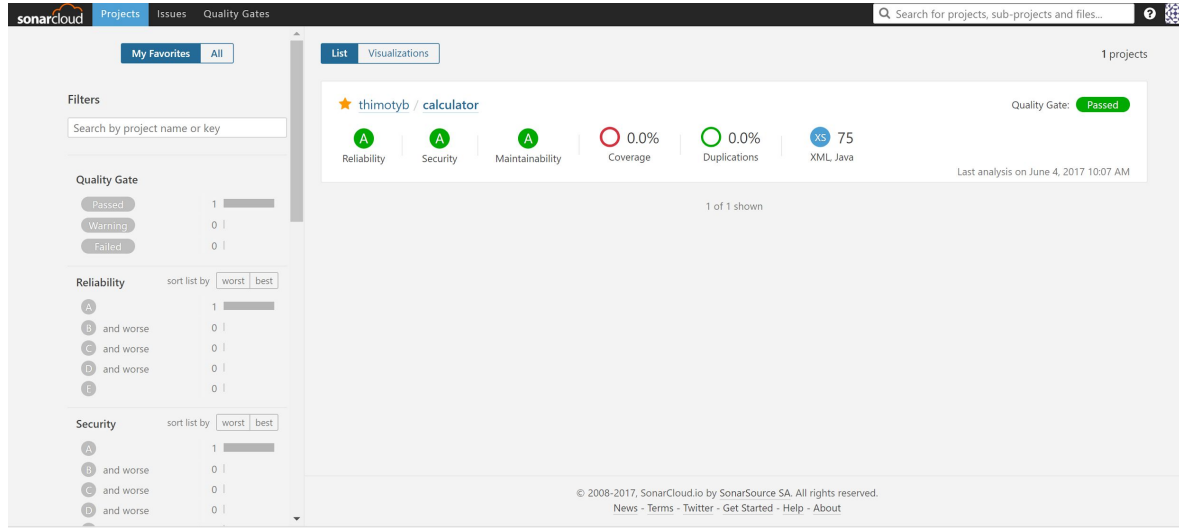 sonarcloud Projects Issues Quality Gates Search for projects, sub-projects and files... ?
My Favorites All
List Visualizations 1 projects
Filters
Search by project name or key
thimotyb / calculator Quality Gate: Passed
A A A 0.0% 0.0% XS 75
Reliability Security Maintainability Coverage Duplications XML, Java
Last analysis on June 4, 2017 10:07 AM
1 of 1 shown
Quality Gate
Passed 1
Warning 0
Failed 0
Reliability sort list by worst best
A 1
B and worse 0
C and worse 0
D and worse 0
E 0
Security sort list by worst best
A 1
B and worse 0
C and worse 0
D and worse 0
© 2008-2017, SonarCloud.io by SonarSource SA. All rights reserved.
News - Terms - Twitter - Get Started - Help - About